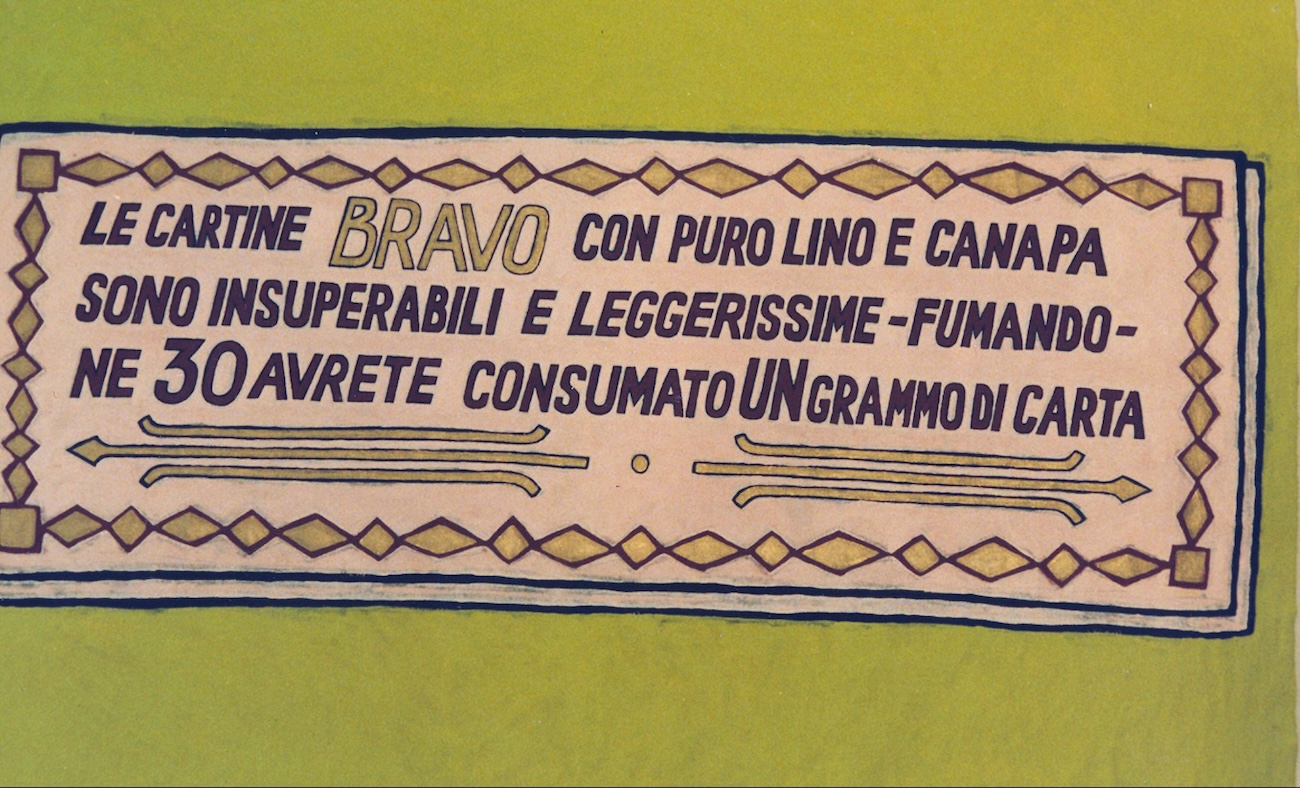 LE CARTINE BRAVO CON PURO LINO E CANAPA
SONO INSUPERABILI E LEGGERISSIME-FUMANDO-
NE 30 AVRETE CONSUMATO UN GRAMMO DI CARTA